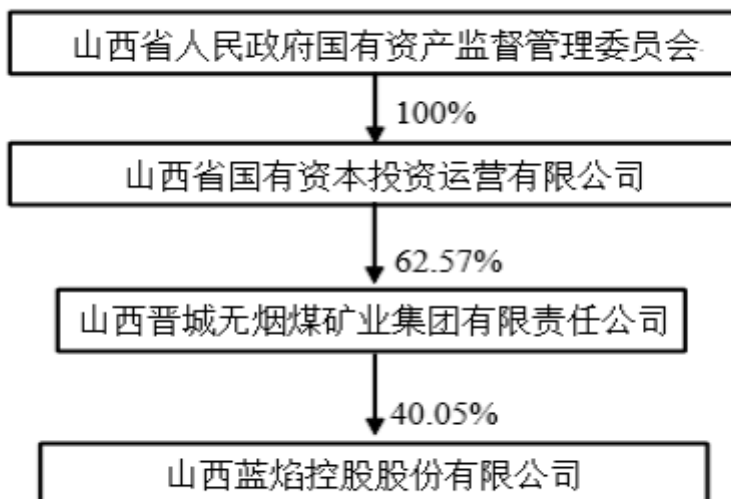 山西省人民政府国有资产监督管理委员会
100%
山西省国有资本投资运营有限公司
62.57%
山西晋城无烟煤矿业集团有限责任公司
40.05%
山西蓝焰控股股份有限公司